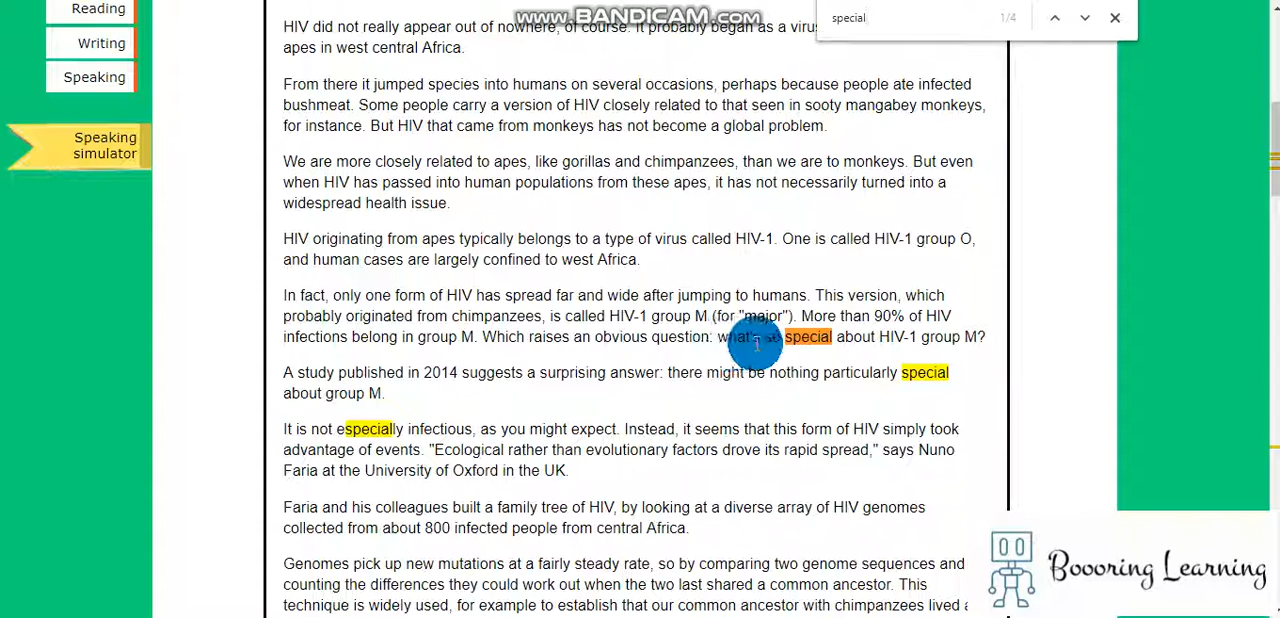 Reading
Writing
Speaking
Speaking
simulator
www.BANDICAM.com
special
1/4
HIV did not really appear out of nowhere, of course. It probably began as a virus
apes in west central Africa.
From there it jumped species into humans on several occasions, perhaps because people ate infected
bushmeat. Some people carry a version of HIV closely related to that seen in sooty mangabey monkeys,
for instance. But HIV that came from monkeys has not become a global problem.
We are more closely related to apes, like gorillas and chimpanzees, than we are to monkeys. But even
when HIV has passed into human populations from these apes, it has not necessarily turned into a
widespread health issue.
HIV originating from apes typically belongs to a type of virus called HIV-1. One is called HIV-1 group O,
and human cases are largely confined to west Africa.
In fact, only one form of HIV has spread far and wide after jumping to humans. This version, which
probably originated from chimpanzees, is called HIV-1 group M (for "major"). More than 90% of HIV
infections belong in group M. Which raises an obvious question: what's so special about HIV-1 group M?
A study published in 2014 suggests a surprising answer: there might be nothing particularly special
about group M.
It is not especially infectious, as you might expect. Instead, it seems that this form of HIV simply took
advantage of events. "Ecological rather than evolutionary factors drove its rapid spread," says Nuno
Faria at the University of Oxford in the UK.
Faria and his colleagues built a family tree of HIV, by looking at a diverse array of HIV genomes
collected from about 800 infected people from central Africa.
Genomes pick up new mutations at a fairly steady rate, so by comparing two genome sequences and
counting the differences they could work out when the two last shared a common ancestor. This
technique is widely used, for example to establish that our common ancestor with chimpanzees lived
Boooring Learning